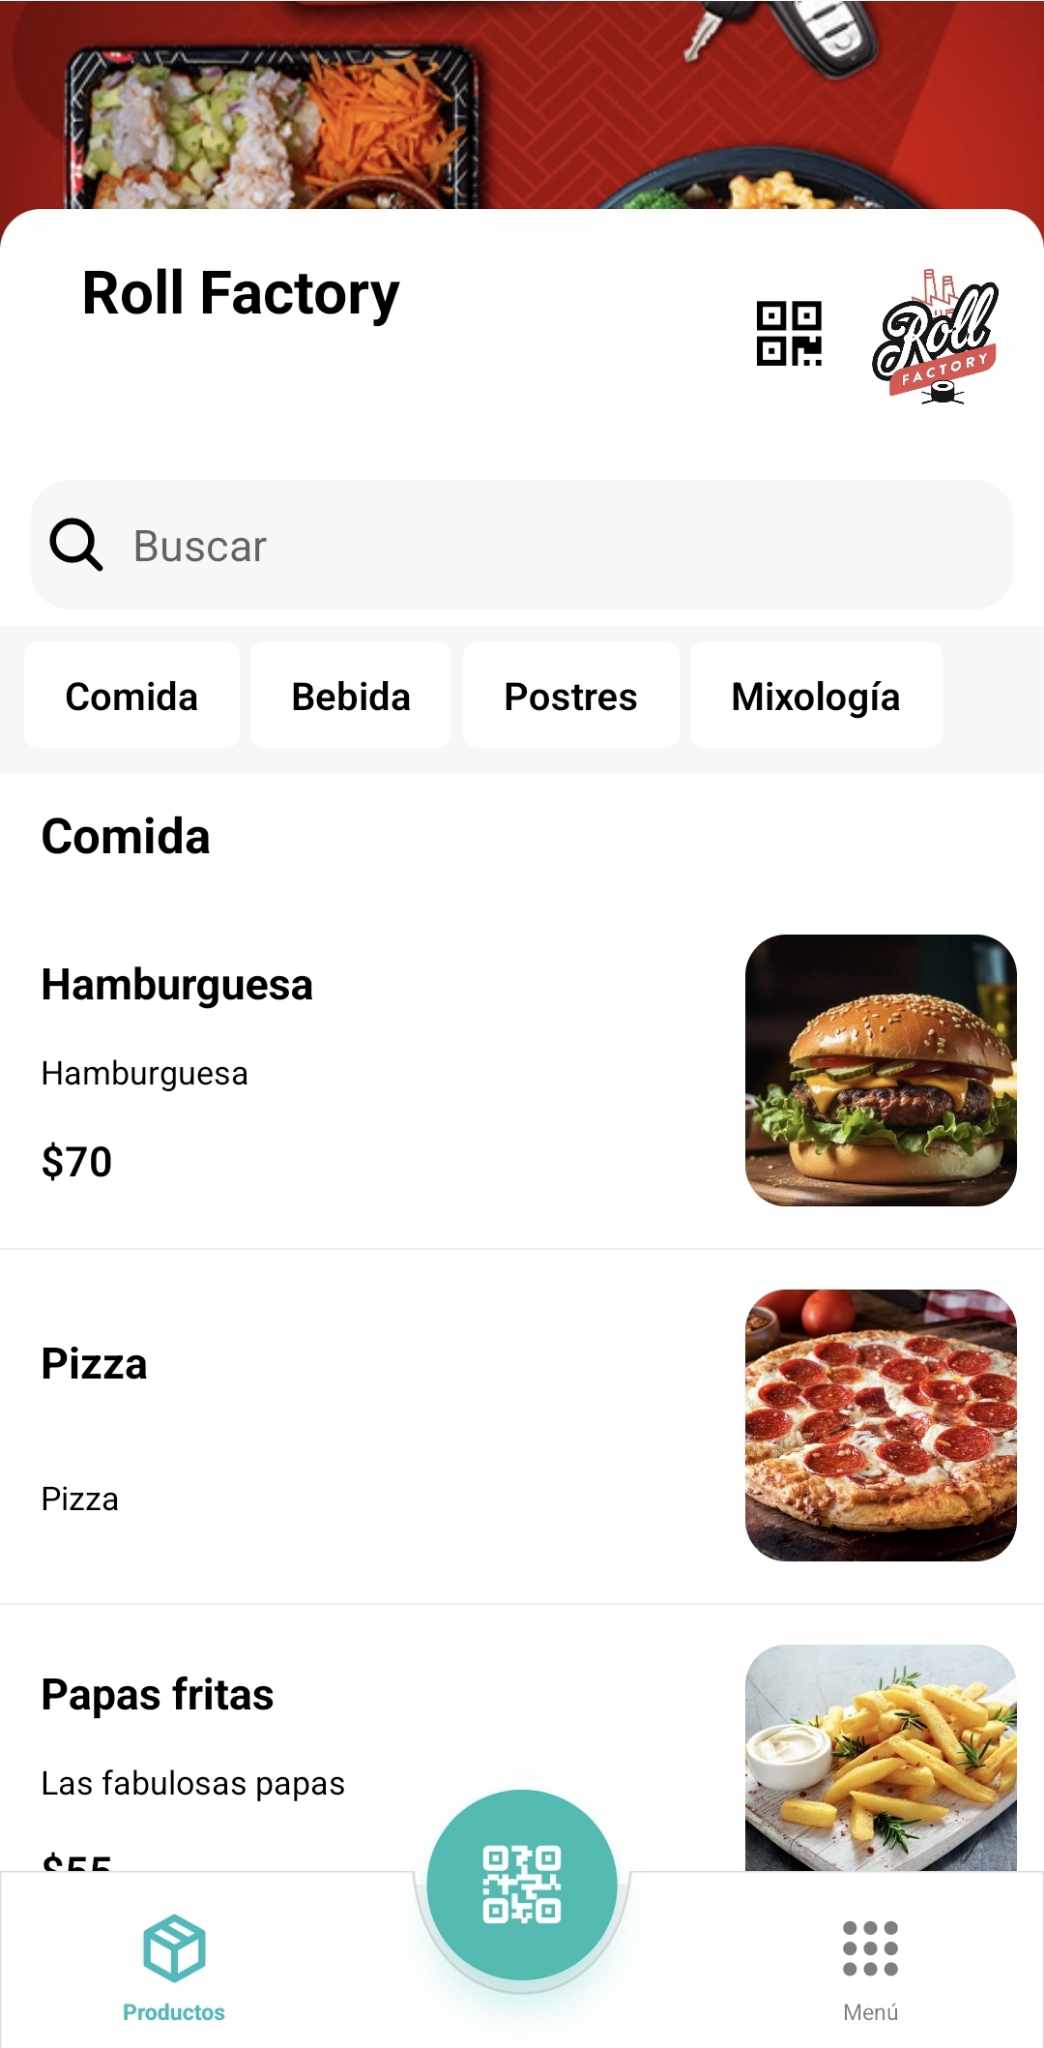 Roll Factory
Roll
FACTORY
Buscar
Comida
Bebida
Postres
Mixología
Comida
Hamburguesa
Hamburguesa
$70
Pizza
Pizza
Papas fritas
Las fabulosas papas
$55
Productos
Menú